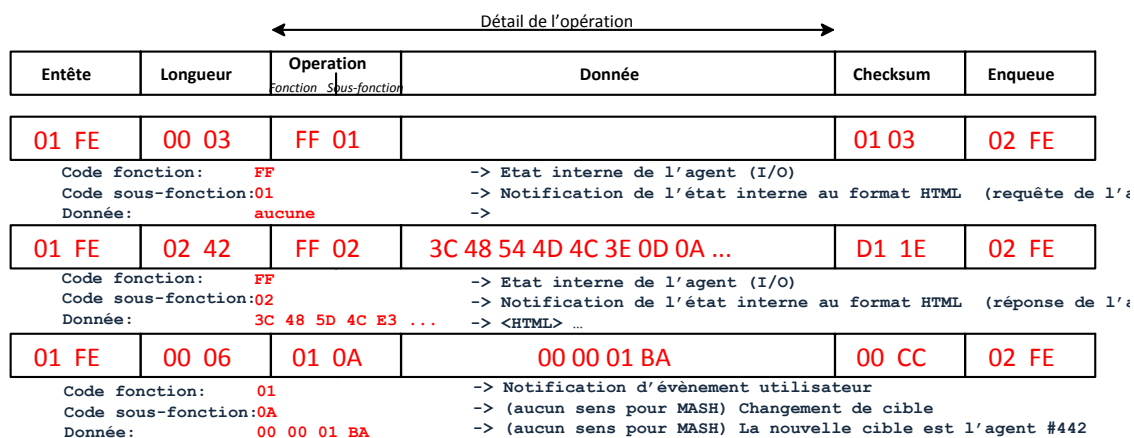 Détail de l'opération
Entête Longueur Operation Donnée Checksum Enqueue
Fonction Sous-fonction
01 FE 00 03 FF 01 01 03 02 FE
Code fonction: FF -> Etat interne de l'agent (I/O)
Code sous-fonction:01 -> Notification de l'état interne au format HTML (requête de l'a
Donnée: aucune ->
01 FE 02 42 FF 02 3C 48 54 4D 4C 3E 0D 0A ... D1 1E 02 FE
Code fonction: FF -> Etat interne de l'agent (I/O)
Code sous-fonction:02 -> Notification de l'état interne au format HTML (réponse de l'a
Donnée: 3C 48 5D 4C E3 ... -> <HTML> …
01 FE 00 06 01 0A 00 00 01 BA 00 CC 02 FE
Code fonction: 01 -> Notification d'évènement utilisateur
Code sous-fonction:0A -> (aucun sens pour MASH) Changement de cible
Donnée: 00 00 01 BA -> (aucun sens pour MASH) La nouvelle cible est l'agent #442